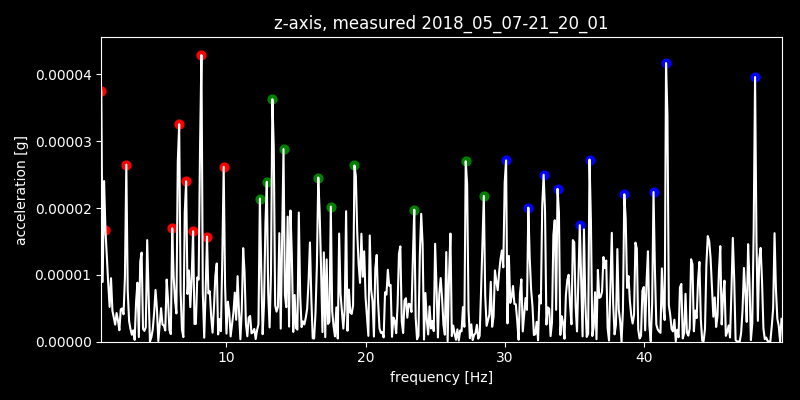 z-axis, measured 2018_05_07-21_20_01
0.00004
0.00003
0.00002
0.00001
0.00000
acceleration [g]
10 20 30 40
frequency [Hz]